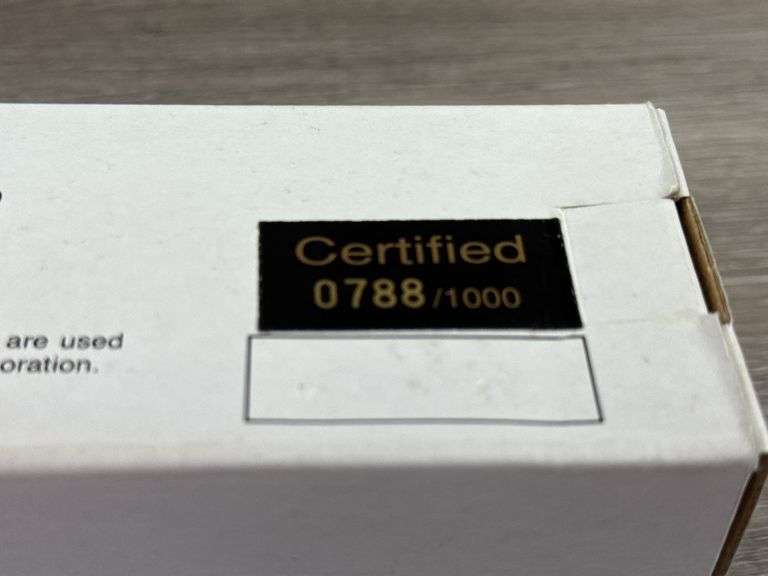 Certified
0788/1000
are used
oration.